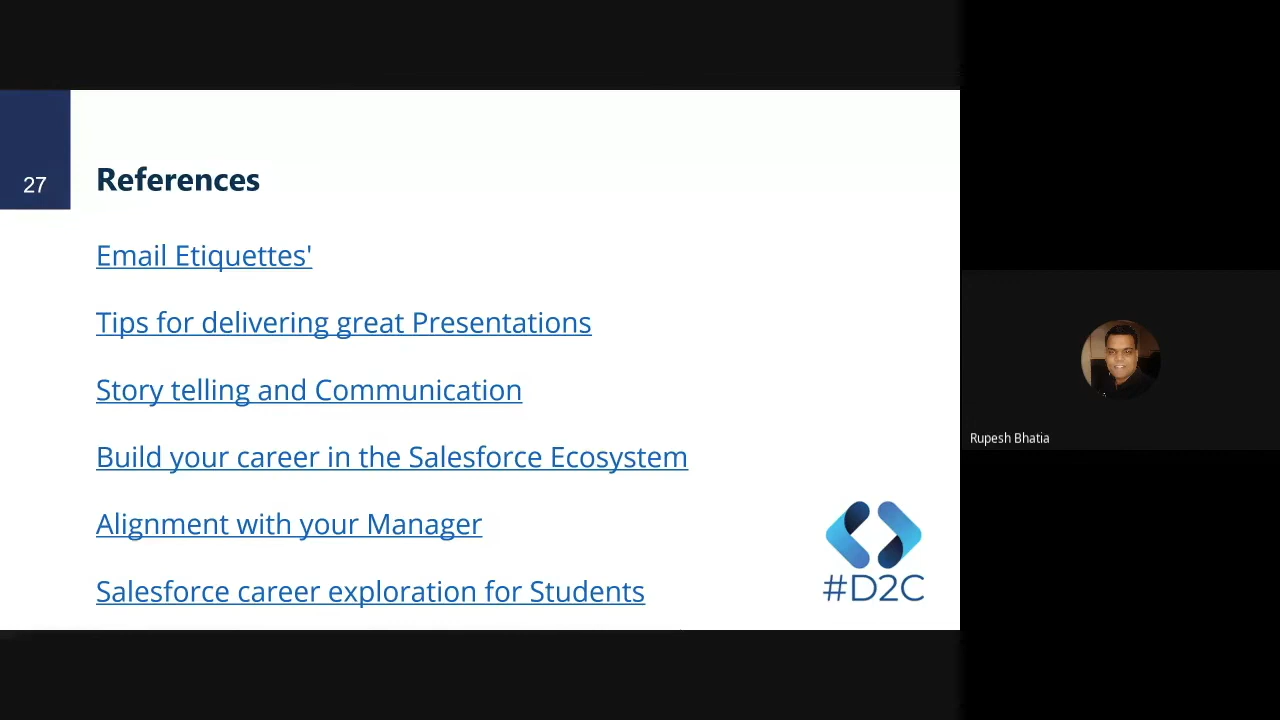 27
References
Email Etiquettes'
Tips for delivering great Presentations
Story telling and Communication
Build your career in the Salesforce Ecosystem
Alignment with your Manager
Salesforce career exploration for Students
#D2C
Rupesh Bhatia